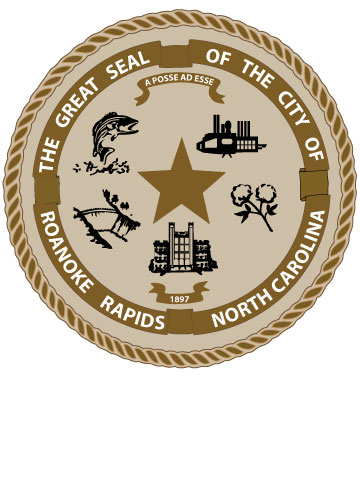 THE GREAT SEAL OF THE CITY OF
ROANOKE RAPIDS NORTH CAROLINA
A POSSE AD ESSE
1897